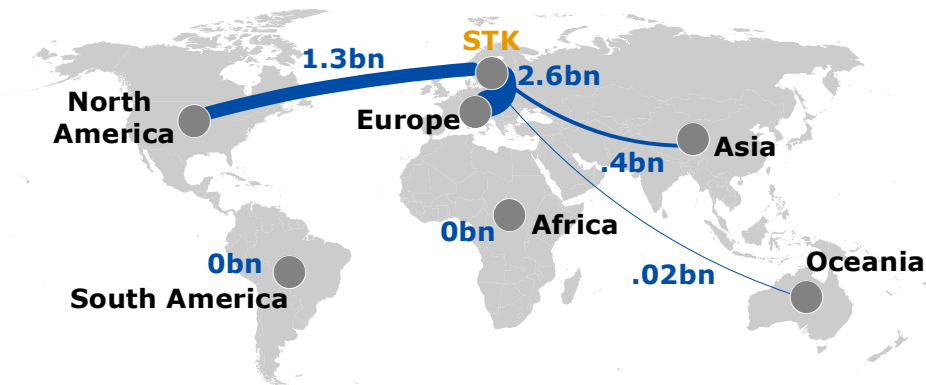 STK
1.3bn
2.6bn
North
America
Europe
Asia
.4bn
Africa
0bn
0bn
Oceania
.02bn
South America